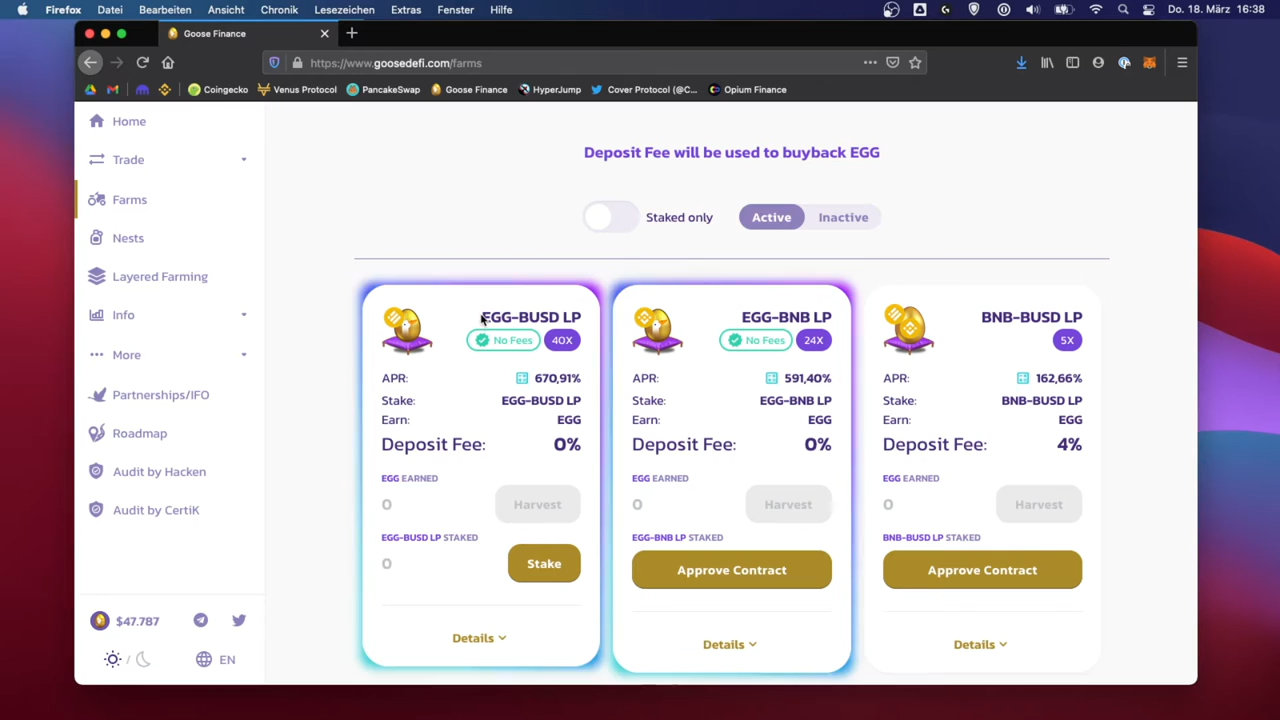 Firefox Datei Bearbeiten Ansicht Chronik Lesezeichen Extras Fenster Hilfe Do. 18. März 16:38
Goose Finance
https://www.goosedefi.com/farms
Coingecko Venus Protocol PancakeSwap Goose Finance HyperJump Cover Protocol (@C... Opium Finance
Home
Trade
Farms
Nests
Layered Farming
Info
More
Partnerships/IFO
Roadmap
Audit by Hacken
Audit by CertiK
$47.787
EN
Deposit Fee will be used to buyback EGG
Staked only Active Inactive
EGG-BUSD LP
No Fees 40X
APR: 670,91%
Stake: EGG-BUSD LP
Earn: EGG
Deposit Fee: 0%
EGG EARNED
0 Harvest
EGG-BUSD LP STAKED
0 Stake
Details
EGG-BNB LP
No Fees 24X
APR: 591,40%
Stake: EGG-BNB LP
Earn: EGG
Deposit Fee: 0%
EGG EARNED
0 Harvest
EGG-BNB LP STAKED
Approve Contract
Details
BNB-BUSD LP
5X
APR: 162,66%
Stake: BNB-BUSD LP
Earn: EGG
Deposit Fee: 4%
EGG EARNED
0 Harvest
BNB-BUSD LP STAKED
Approve Contract
Details